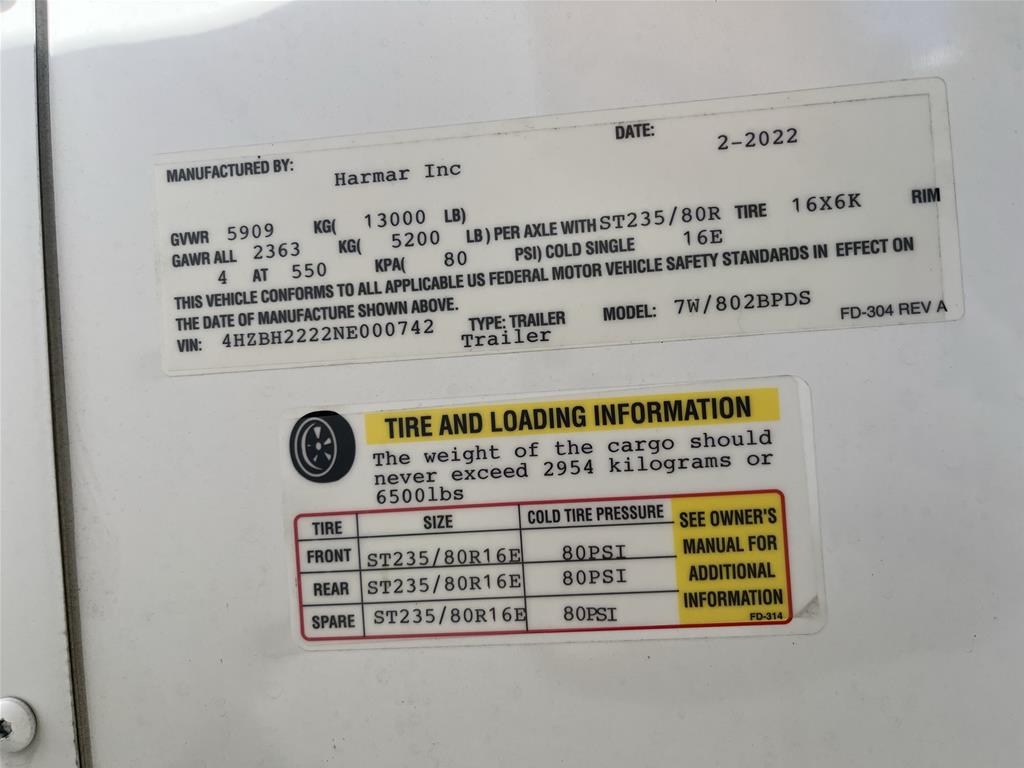 MANUFACTURED BY: Harmar Inc DATE: 2-2022
GVWR 5909 KG( 13000 LB)
GAWR ALL 2363 KG( 5200 LB) PER AXLE WITH ST235/80R TIRE 16X6K RIM
4 AT 550 KPA( 80 PSI) COLD SINGLE 16E
THIS VEHICLE CONFORMS TO ALL APPLICABLE US FEDERAL MOTOR VEHICLE SAFETY STANDARDS IN EFFECT ON
THE DATE OF MANUFACTURE SHOWN ABOVE.
VIN: 4HZBH2222NE000742 TYPE: TRAILER MODEL: 7W/802BPDS FD-304 REV A
Trailer
TIRE AND LOADING INFORMATION
The weight of the cargo should
never exceed 2954 kilograms or
6500lbs
TIRE SIZE COLD TIRE PRESSURE
FRONT ST235/80R16E 80PSI
REAR ST235/80R16E 80PSI
SPARE ST235/80R16E 80PSI
SEE OWNER'S
MANUAL FOR
ADDITIONAL
INFORMATION
FD-314